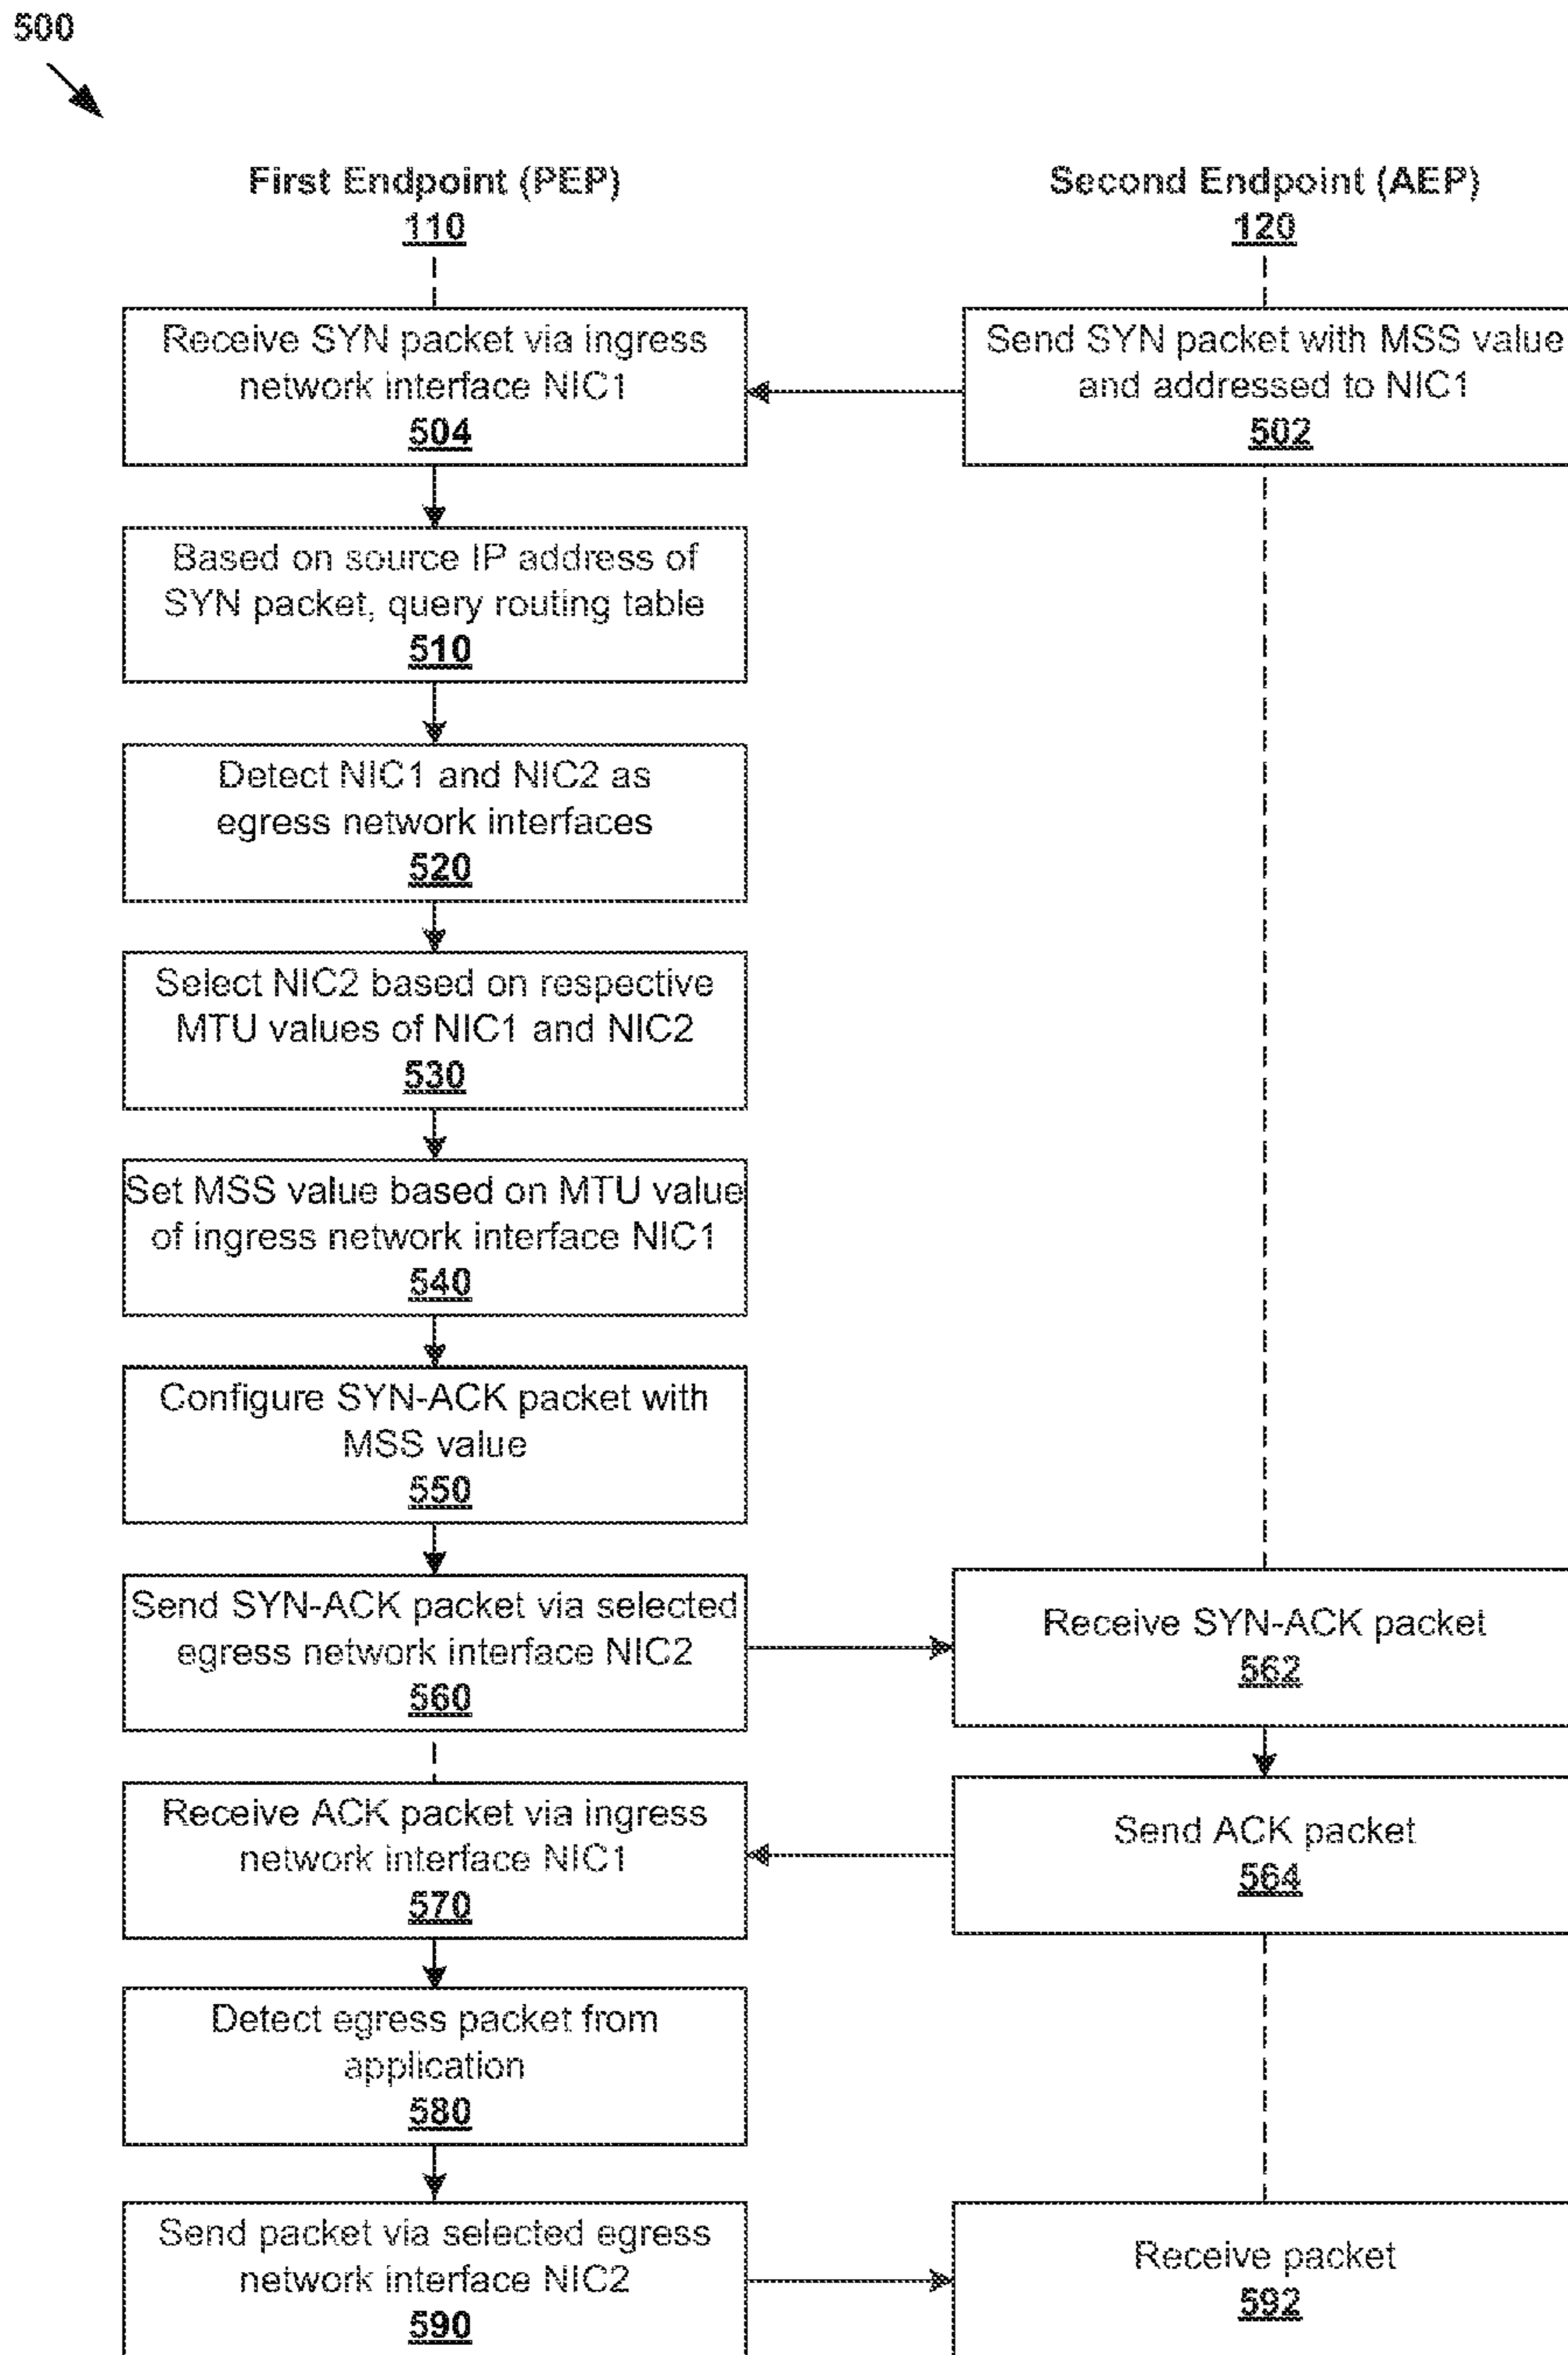 500
First Endpoint (PEP)
110
Second Endpoint (AEP)
120
Receive SYN packet via ingress
network interface NIC1
504
Send SYN packet with MSS value
and addressed to NIC1
502
Based on source IP address of
SYN packet, query routing table
510
Detect NIC1 and NIC2 as
egress network interfaces
520
Select NIC2 based on respective
MTU values of NIC1 and NIC2
530
Set MSS value based on MTU value
of ingress network interface NIC1
540
Configure SYN-ACK packet with
MSS value
550
Send SYN-ACK packet via selected
egress network interface NIC2
560
Receive SYN-ACK packet
562
Receive ACK packet via ingress
network interface NIC1
570
Send ACK packet
564
Detect egress packet from
application
580
Send packet via selected egress
network interface NIC2
590
Receive packet
592